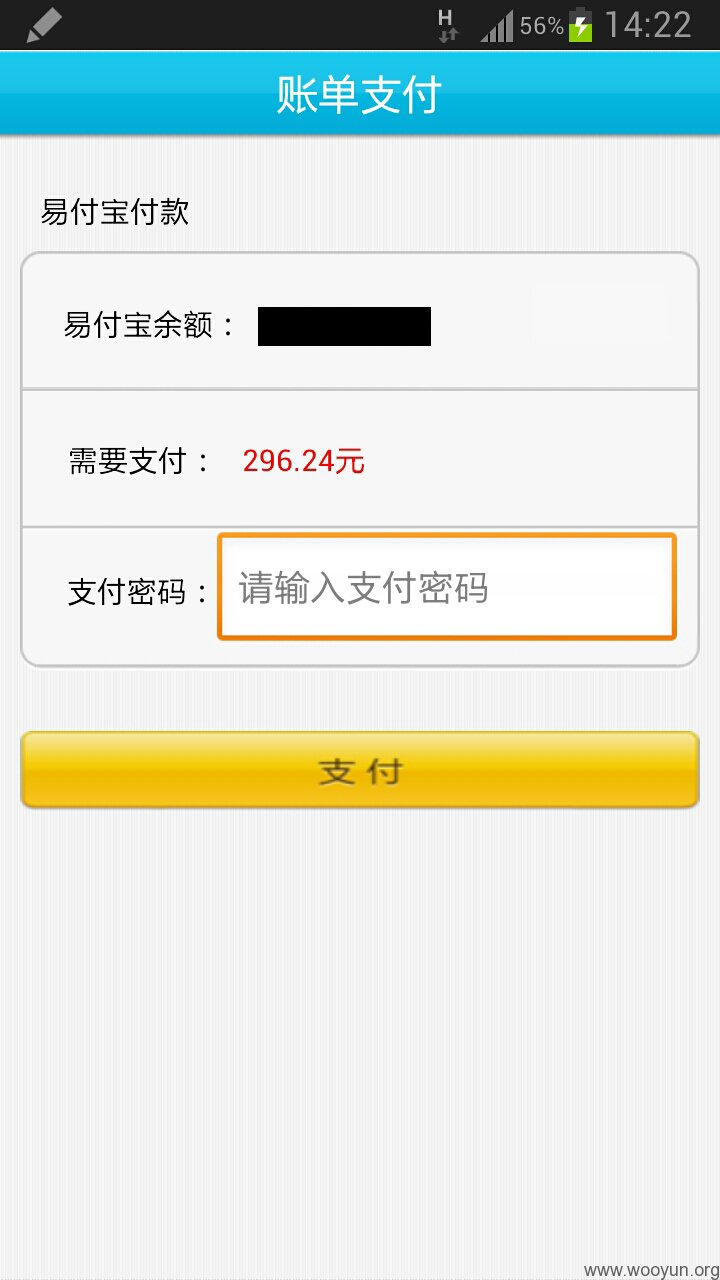 H 56% 14:22
账单支付
易付宝付款
易付宝余额：
需要支付： 296.24元
支付密码： 请输入支付密码
支付
www.wooyun.org